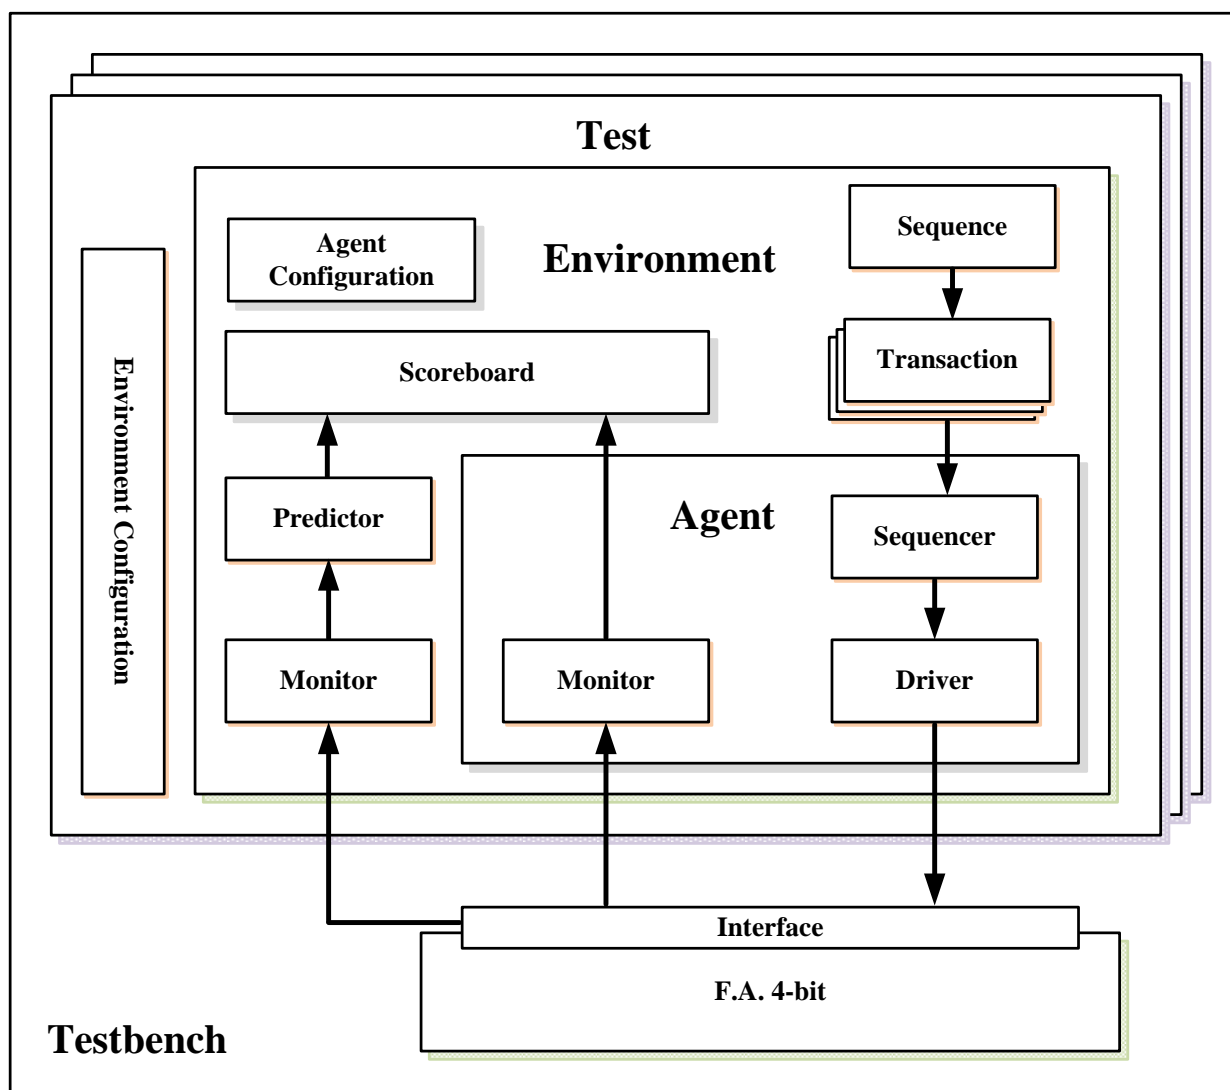 Test
Sequence
Agent
Configuration
Environment
Transaction
Scoreboard
Environment Configuration
Predictor
Agent
Sequencer
Monitor
Monitor
Driver
Interface
F.A. 4-bit
Testbench